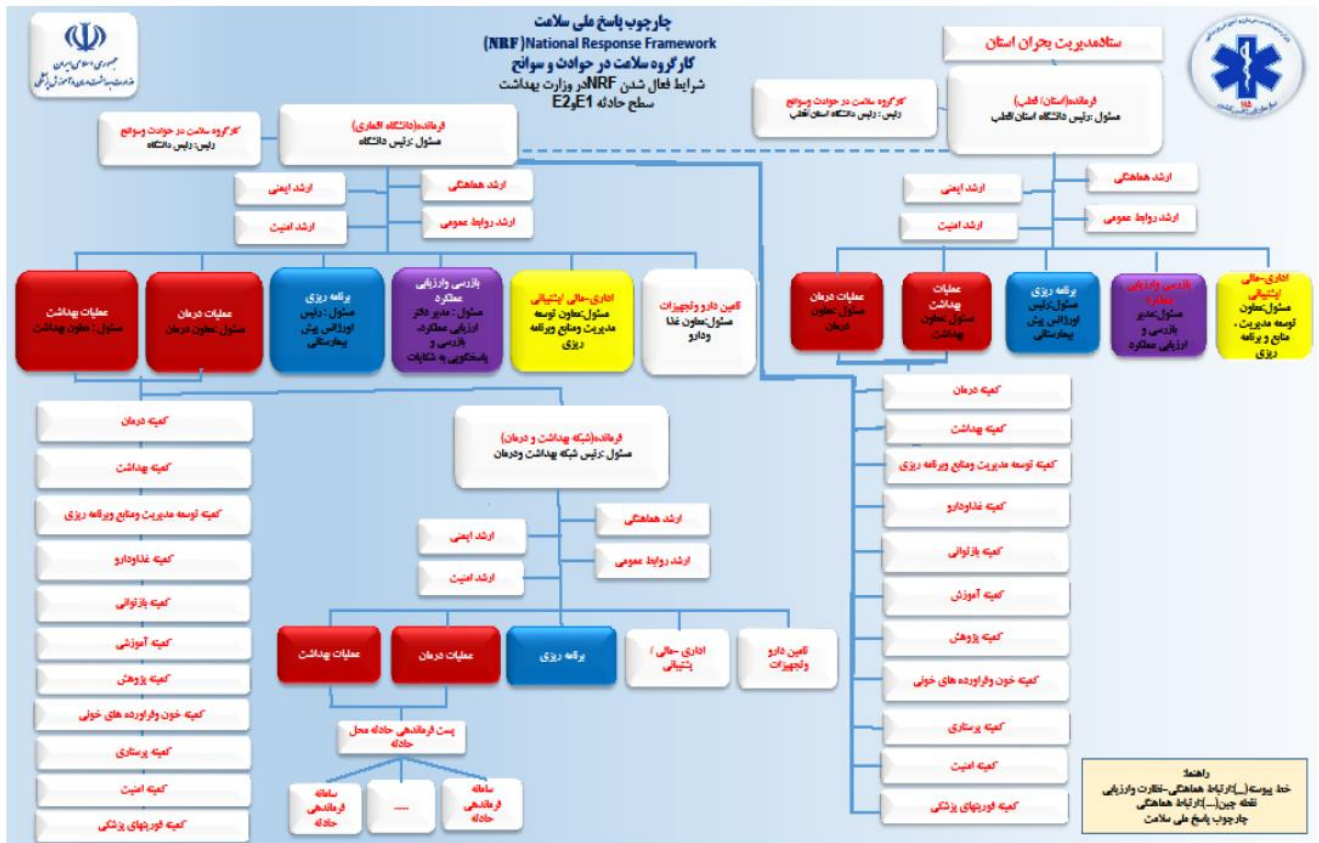 چارچوب پاسخ ملی سلامت
(NRF)National Response Framework
کارگروه سلامت در حوادث و سوانح
شرایط فعال شدن NRFدر وزارت بهداشت
سطح حادثه E1وE2
جمهوری اسلامی ایران
وزارت بهداشت، درمان و آموزش پزشکی
۱۱۵
ستادمدیریت بحران استان
فرمانده(استان/ قطب)
مسئول :رئیس دانشگاه استان/قطب
کارگروه سلامت در حوادث وسوانح
رئیس : رئیس دانشگاه استان/قطب
ارشد هماهنگی
ارشد ایمنی
ارشد روابط عمومی
ارشد امنیت
اداری-مالی /پشتیبانی
مسئول:معاون
توسعه مدیریت ،
منابع و برنامه
ریزی
بازرسی وارزیابی
عملکرد
مسئول:مدیر
بازرسی و
ارزیابی عملکرد
برنامه ریزی
مسئول:رئیس
اورژانس پیش
بیمارستانی
عملیات
بهداشت
مسئول:معاون
بهداشت
عملیات درمان
مسئول:معاون
درمان
کمیته درمان
کمیته بهداشت
کمیته توسعه مدیریت ومنابع وبرنامه ریزی
کمیته غذاودارو
کمیته بازتوانی
کمیته آموزش
کمیته پژوهش
کمیته خون وفراورده های خونی
کمیته پرستاری
کمیته امنیت
کمیته فوریتهای پزشکی
فرمانده(دانشگاه اقماری)
مسئول :رئیس دانشگاه
کارگروه سلامت در حوادث وسوانح
رئیس: رئیس دانشگاه
ارشد هماهنگی
ارشد ایمنی
ارشد روابط عمومی
ارشد امنیت
تامین دارو وتجهیزات
مسئول:معاون غذا
ودارو
اداری-مالی /پشتیبانی
مسئول:معاون توسعه
مدیریت ومنابع وبرنامه
ریزی
بازرسی وارزیابی
عملکرد
مسئول : مدیر دفتر
ارزیابی عملکرد،
بازرسی و
پاسخگویی به شکایات
برنامه ریزی
مسئول : رئیس
اورژانس پیش
بیمارستانی
عملیات درمان
مسئول:معاون درمان
عملیات بهداشت
مسئول : معاون بهداشت
کمیته درمان
کمیته بهداشت
کمیته توسعه مدیریت ومنابع وبرنامه ریزی
کمیته غذاودارو
کمیته بازتوانی
کمیته آموزشی
کمیته پژوهش
کمیته خون وفراورده های خونی
کمیته پرستاری
کمیته امنیت
کمیته فوریتهای پزشکی
فرمانده(شبکه بهداشت و درمان)
مسئول :رئیس شبکه بهداشت ودرمان
ارشد هماهنگی
ارشد ایمنی
ارشد روابط عمومی
ارشد امنیت
تامین دارو
وتجهیزات
اداری -مالی /
پشتیبانی
برنامه ریزی
عملیات درمان
عملیات بهداشت
پست فرماندهی حادثه محل
حادثه
سامانه
فرماندهی
حادثه
.....
سامانه
فرماندهی
حادثه
راهنما:
خط پیوسته(__):ارتباط هماهنگی-نظارت وارزیابی
نقطه چین(...):ارتباط هماهنگی
چارچوب پاسخ ملی سلامت